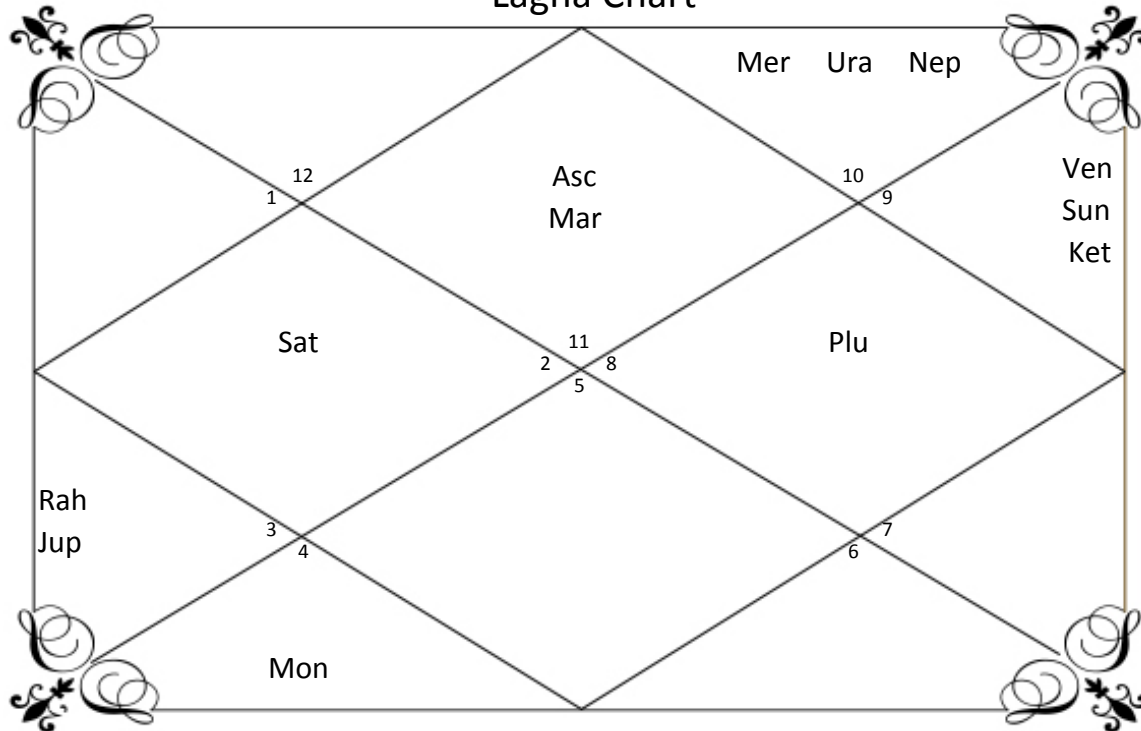 Lagna Chart
Mer Ura Nep
12
1
Asc
Mar
10
9
Ven
Sun
Ket
Sat
11
2 8
5
Plu
Rah
Jup
3
4
7
6
Mon